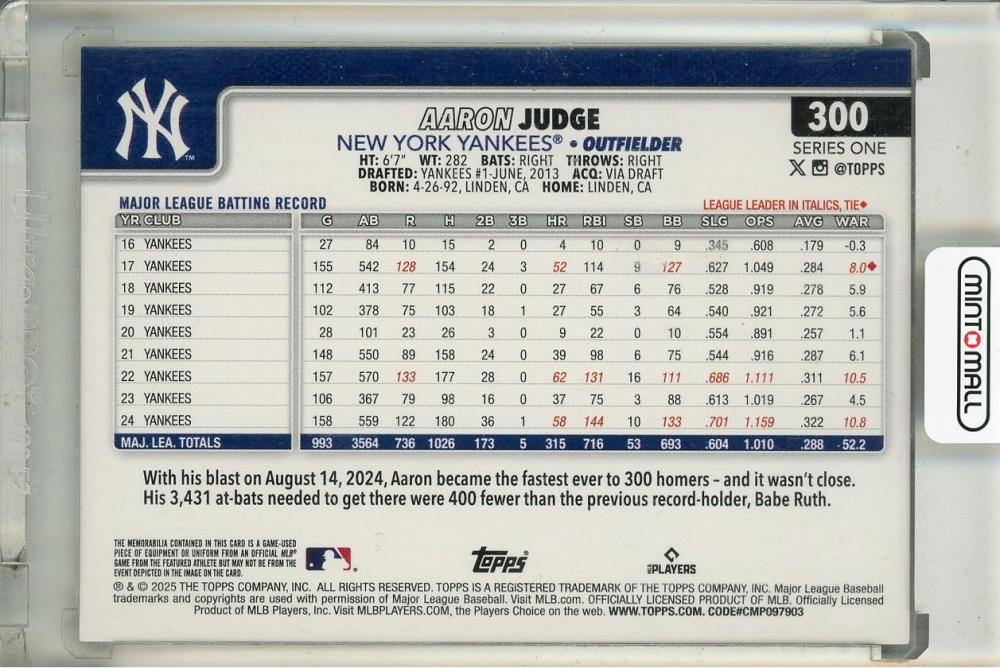 NY
TM
AARON JUDGE
NEW YORK YANKEES® • OUTFIELDER
HT: 6'7" WT: 282 BATS: RIGHT THROWS: RIGHT
DRAFTED: YANKEES #1-JUNE, 2013 ACQ: VIA DRAFT
BORN: 4-26-92, LINDEN, CA HOME: LINDEN, CA
300
SERIES ONE
X @TOPPS
MAJOR LEAGUE BATTING RECORD LEAGUE LEADER IN ITALICS, TIE◆
YR CLUB G AB R H 2B 3B HR RBI SB BB SLG OPS AVG WAR
16 YANKEES 27 84 10 15 2 0 4 10 0 9 .345 .608 .179 -0.3
17 YANKEES 155 542 128 154 24 3 52 114 9 127 .627 1.049 .284 8.0◆
18 YANKEES 112 413 77 115 22 0 27 67 6 76 .528 .919 .278 5.9
19 YANKEES 102 378 75 103 18 1 27 55 3 64 .540 .921 .272 5.6
20 YANKEES 28 101 23 26 3 0 9 22 0 10 .554 .891 .257 1.1
21 YANKEES 148 550 89 158 24 0 39 98 6 75 .544 .916 .287 6.1
22 YANKEES 157 570 133 177 28 0 62 131 16 111 .686 1.111 .311 10.5
23 YANKEES 106 367 79 98 16 0 37 75 3 88 .613 1.019 .267 4.5
24 YANKEES 158 559 122 180 36 1 58 144 10 133 .701 1.159 .322 10.8
MAJ. LEA. TOTALS 993 3564 736 1026 173 5 315 716 53 693 .604 1.010 .288 52.2
With his blast on August 14, 2024, Aaron became the fastest ever to 300 homers – and it wasn't close.
His 3,431 at-bats needed to get there were 400 fewer than the previous record-holder, Babe Ruth.
THE MEMORABILIA CONTAINED IN THIS CARD IS A GAME-USED
PIECE OF EQUIPMENT OR UNIFORM FROM AN OFFICIAL MLB®
GAME FROM THE FEATURED ATHLETE BUT MAY NOT BE FROM THE
EVENT DEPICTED IN THE IMAGE ON THE CARD.
Topps
PLAYERS
® & © 2025 THE TOPPS COMPANY, INC. ALL RIGHTS RESERVED. TOPPS IS A REGISTERED TRADEMARK OF THE TOPPS COMPANY, INC. Major League Baseball
trademarks and copyrights are used with permission of Major League Baseball. Visit MLB.com. OFFICIALLY LICENSED PRODUCT OF MLB. Officially Licensed
Product of MLB Players, Inc. Visit MLBPLAYERS.COM, the Players Choice on the web. WWW.TOPPS.COM. CODE#CMP097903
MINTOMALL